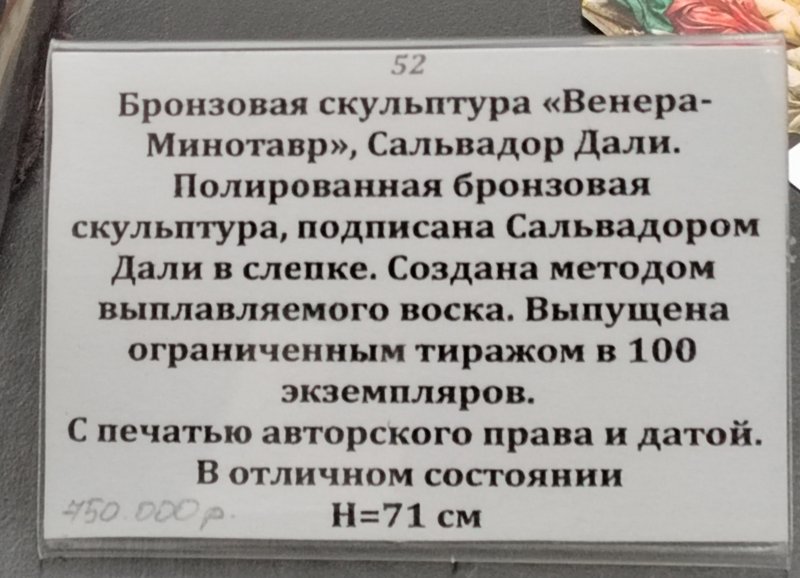 52
Бронзовая скульптура «Венера-
Минотавр», Сальвадор Дали.
Полированная бронзовая
скульптура, подписана Сальвадором
Дали в слепке. Создана методом
выплавляемого воска. Выпущена
ограниченным тиражом в 100
экземпляров.
С печатью авторского права и датой.
В отличном состоянии
750.000 р.
H=71 см